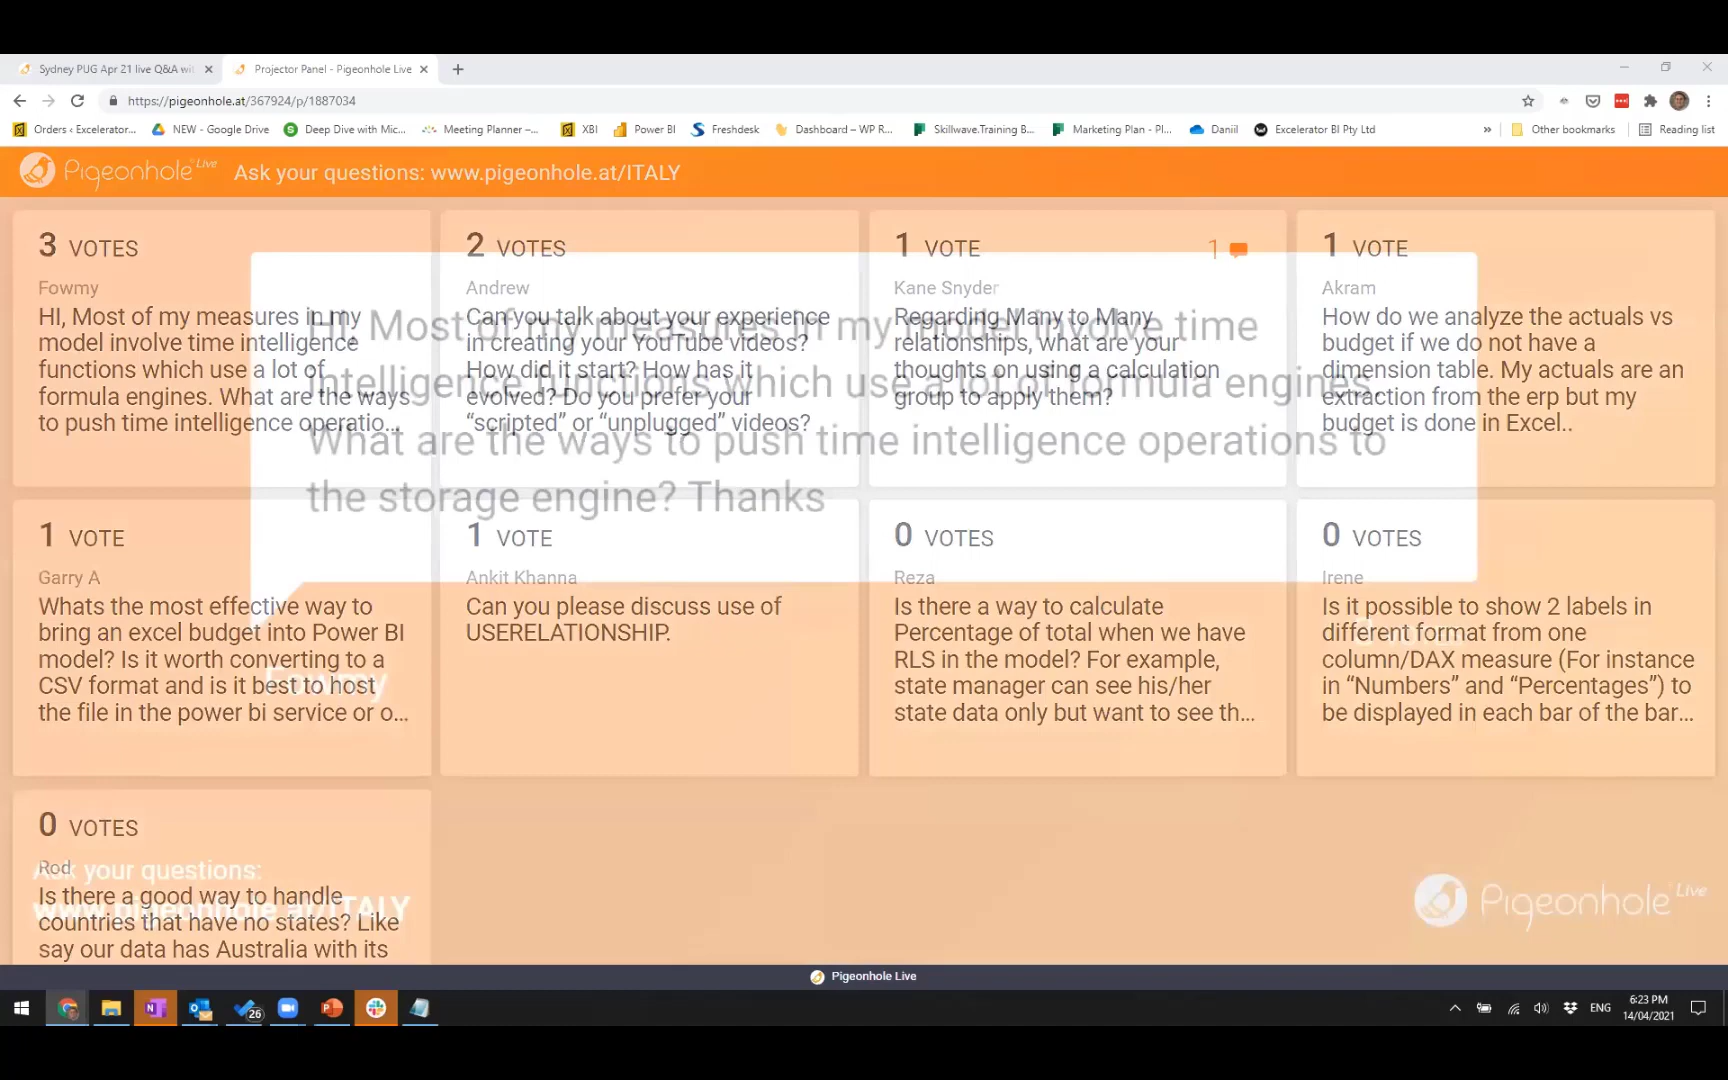 Sydney PUG Apr 21 live Q&A wit
Projector Panel - Pigeonhole Live
https://pigeonhole.at/367924/p/1887034
Orders ‹ Excelerator...
NEW - Google Drive
Deep Dive with Mic...
Meeting Planner –...
XBI
Power BI
Freshdesk
Dashboard – WP R...
Skillwave.Training B...
Marketing Plan - Pl...
Daniil
Excelerator BI Pty Ltd
»
Other bookmarks
Reading list
Pigeonhole Live
Ask your questions: www.pigeonhole.at/ITALY
3 VOTES
Fowmy
HI, Most of my measures in my
model involve time intelligence
functions which use a lot of
formula engines. What are the ways
to push time intelligence operatio...
2 VOTES
Andrew
Can you talk about your experience
in creating your YouTube videos?
How did it start? How has it
evolved? Do you prefer your
“scripted” or “unplugged” videos?
1 VOTE
1
Kane Snyder
Regarding Many to Many
relationships, what are your
thoughts on using a calculation
group to apply them?
1 VOTE
Akram
How do we analyze the actuals vs
budget if we do not have a
dimension table. My actuals are an
extraction from the erp but my
budget is done in Excel..
HI, Most of my measures in my model involve time
intelligence functions which use a lot of formula engines.
What are the ways to push time intelligence operations to
the storage engine? Thanks
Fowmy
1 VOTE
Garry A
Whats the most effective way to
bring an excel budget into Power BI
model? Is it worth converting to a
CSV format and is it best to host
the file in the power bi service or o...
1 VOTE
Ankit Khanna
Can you please discuss use of
USERELATIONSHIP.
0 VOTES
Reza
Is there a way to calculate
Percentage of total when we have
RLS in the model? For example,
state manager can see his/her
state data only but want to see th...
0 VOTES
Irene
Is it possible to show 2 labels in
different format from one
column/DAX measure (For instance
in “Numbers” and “Percentages”) to
be displayed in each bar of the bar...
0 VOTES
Rod
Is there a good way to handle
countries that have no states? Like
say our data has Australia with its
Ask your questions:
www.pigeonhole.at/ITALY
Pigeonhole Live
Pigeonhole Live
26
ENG
6:23 PM
14/04/2021